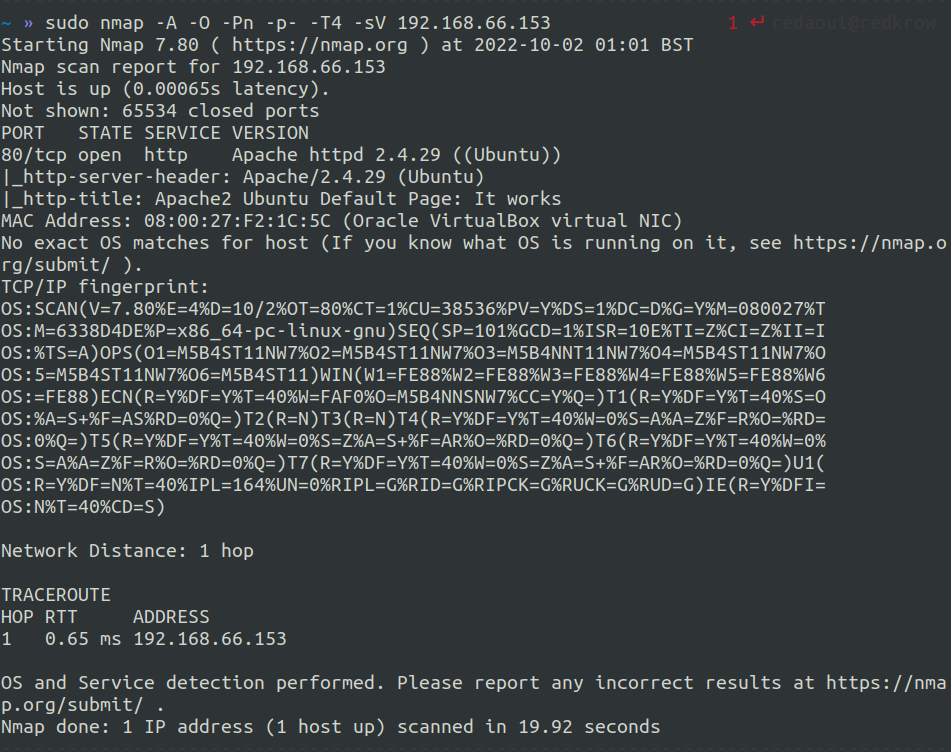 ~ » sudo nmap -A -O -Pn -p- -T4 -sV 192.168.66.153 1 ↵ redaoui@redkrow
Starting Nmap 7.80 ( https://nmap.org ) at 2022-10-02 01:01 BST
Nmap scan report for 192.168.66.153
Host is up (0.00065s latency).
Not shown: 65534 closed ports
PORT   STATE SERVICE VERSION
80/tcp open  http    Apache httpd 2.4.29 ((Ubuntu))
|_http-server-header: Apache/2.4.29 (Ubuntu)
|_http-title: Apache2 Ubuntu Default Page: It works
MAC Address: 08:00:27:F2:1C:5C (Oracle VirtualBox virtual NIC)
No exact OS matches for host (If you know what OS is running on it, see https://nmap.o
rg/submit/ ).
TCP/IP fingerprint:
OS:SCAN(V=7.80%E=4%D=10/2%OT=80%CT=1%CU=38536%PV=Y%DS=1%DC=D%G=Y%M=080027%T
OS:M=6338D4DE%P=x86_64-pc-linux-gnu)SEQ(SP=101%GCD=1%ISR=10E%TI=Z%CI=Z%II=I
OS:%TS=A)OPS(O1=M5B4ST11NW7%O2=M5B4ST11NW7%O3=M5B4NNT11NW7%O4=M5B4ST11NW7%O
OS:5=M5B4ST11NW7%O6=M5B4ST11)WIN(W1=FE88%W2=FE88%W3=FE88%W4=FE88%W5=FE88%W6
OS:=FE88)ECN(R=Y%DF=Y%T=40%W=FAF0%O=M5B4NNSNW7%CC=Y%Q=)T1(R=Y%DF=Y%T=40%S=O
OS:%A=S+%F=AS%RD=0%Q=)T2(R=N)T3(R=N)T4(R=Y%DF=Y%T=40%W=0%S=A%A=Z%F=R%O=%RD=
OS:0%Q=)T5(R=Y%DF=Y%T=40%W=0%S=Z%A=S+%F=AR%O=%RD=0%Q=)T6(R=Y%DF=Y%T=40%W=0%
OS:S=A%A=Z%F=R%O=%RD=0%Q=)T7(R=Y%DF=Y%T=40%W=0%S=Z%A=S+%F=AR%O=%RD=0%Q=)U1(
OS:R=Y%DF=N%T=40%IPL=164%UN=0%RIPL=G%RID=G%RIPCK=G%RUCK=G%RUD=G)IE(R=Y%DFI=
OS:N%T=40%CD=S)
Network Distance: 1 hop
TRACEROUTE
HOP RTT     ADDRESS
1   0.65 ms 192.168.66.153
OS and Service detection performed. Please report any incorrect results at https://nma
p.org/submit/ .
Nmap done: 1 IP address (1 host up) scanned in 19.92 seconds